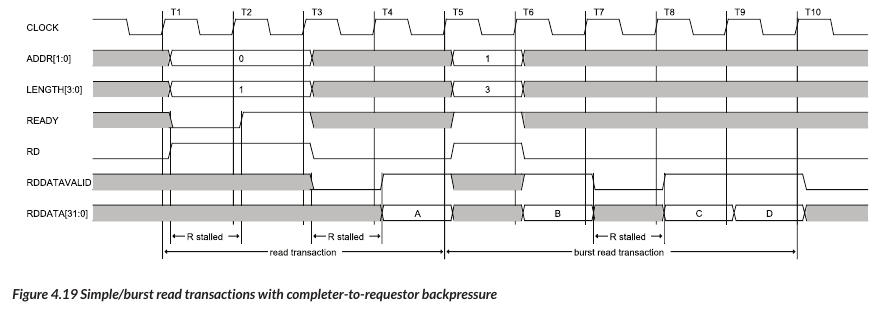 T1 T2 T3 T4 T5 T6 T7 T8 T9 T10
CLOCK
ADDR[1:0] 0 1
LENGTH[3:0] 1 3
READY
RD
RDDATAVALID
RDDATA[31:0] A B C D
R stalled R stalled R stalled
read transaction burst read transaction
Figure 4.19 Simple/burst read transactions with completer-to-requestor backpressure